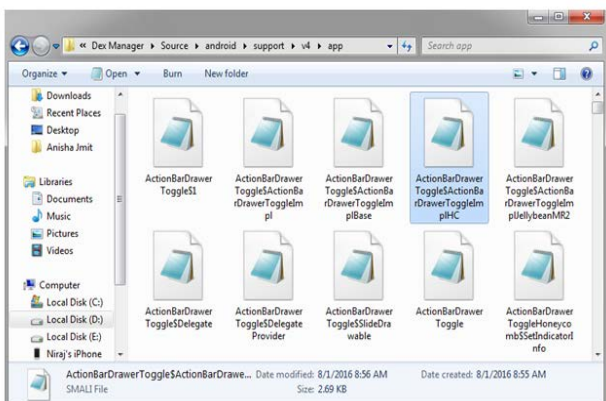 « Dex Manager ▸ Source ▸ android ▸ support ▸ v4 ▸ app
Search app
Organize ▾ Open ▾ Burn New folder
Downloads
Recent Places
Desktop
Anisha Jmit
Libraries
Documents
Music
Pictures
Videos
Computer
Local Disk (C:)
Local Disk (D:)
Local Disk (E:)
Niraj's iPhone
ActionBarDrawer
Toggle$1
ActionBarDrawer
Toggle$ActionBa
rDrawerToggleIm
pl
ActionBarDrawer
Toggle$ActionBa
rDrawerToggleIm
plBase
ActionBarDrawer
Toggle$ActionBa
rDrawerToggleIm
plHC
ActionBarDrawer
Toggle$ActionBa
rDrawerToggleIm
plJellybeanMR2
ActionBarDrawer
Toggle$Delegate
ActionBarDrawer
Toggle$Delegate
Provider
ActionBarDrawer
Toggle$SlideDra
wable
ActionBarDrawer
Toggle
ActionBarDrawer
ToggleHoneyco
mb$SetIndicatorI
nfo
ActionBarDrawerToggle$ActionBarDrawe... Date modified: 8/1/2016 8:56 AM Date created: 8/1/2016 8:55 AM
SMALI File Size: 2.69 KB